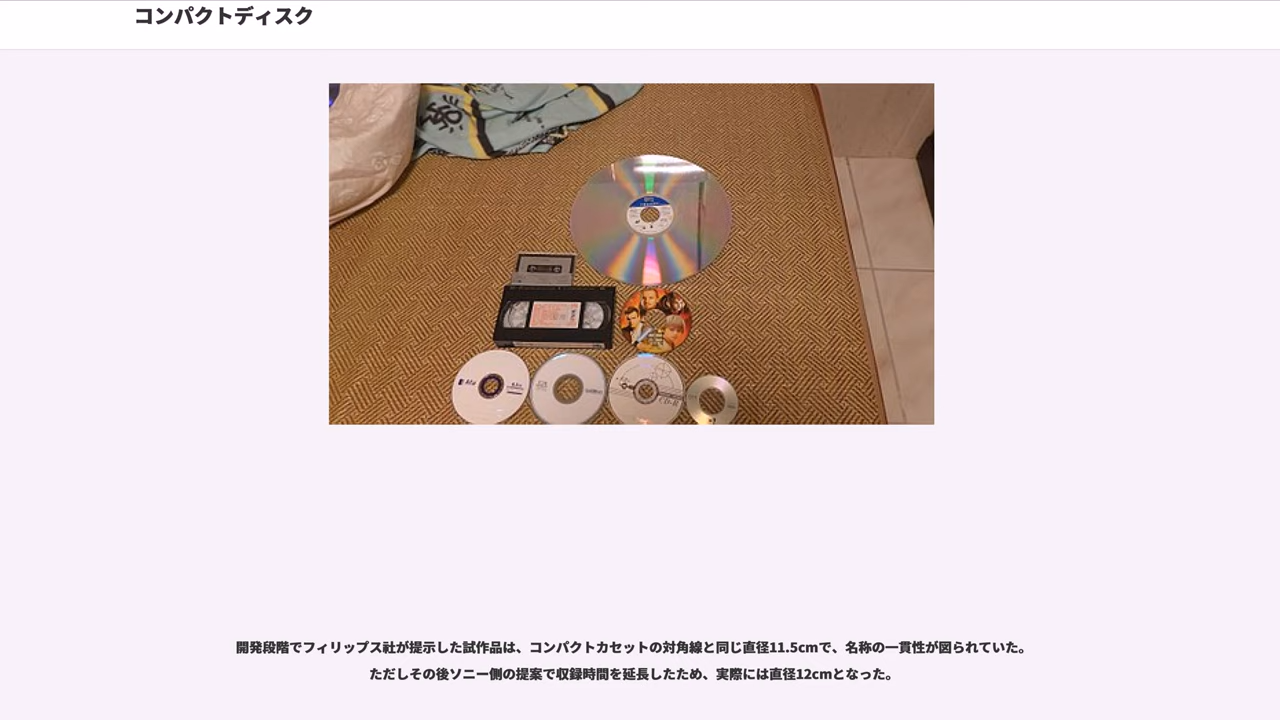 コンパクトディスク
CD-R
開発段階でフィリップス社が提示した試作品は、コンパクトカセットの対角線と同じ直径11.5cmで、名称の一貫性が図られていた。
ただしその後ソニー側の提案で収録時間を延長したため、実際には直径12cmとなった。